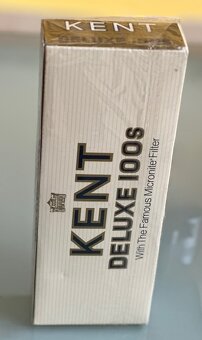 KENT
DELUXE 100s
KENT
DELUXE 100s
With The Famous Micronite Filter